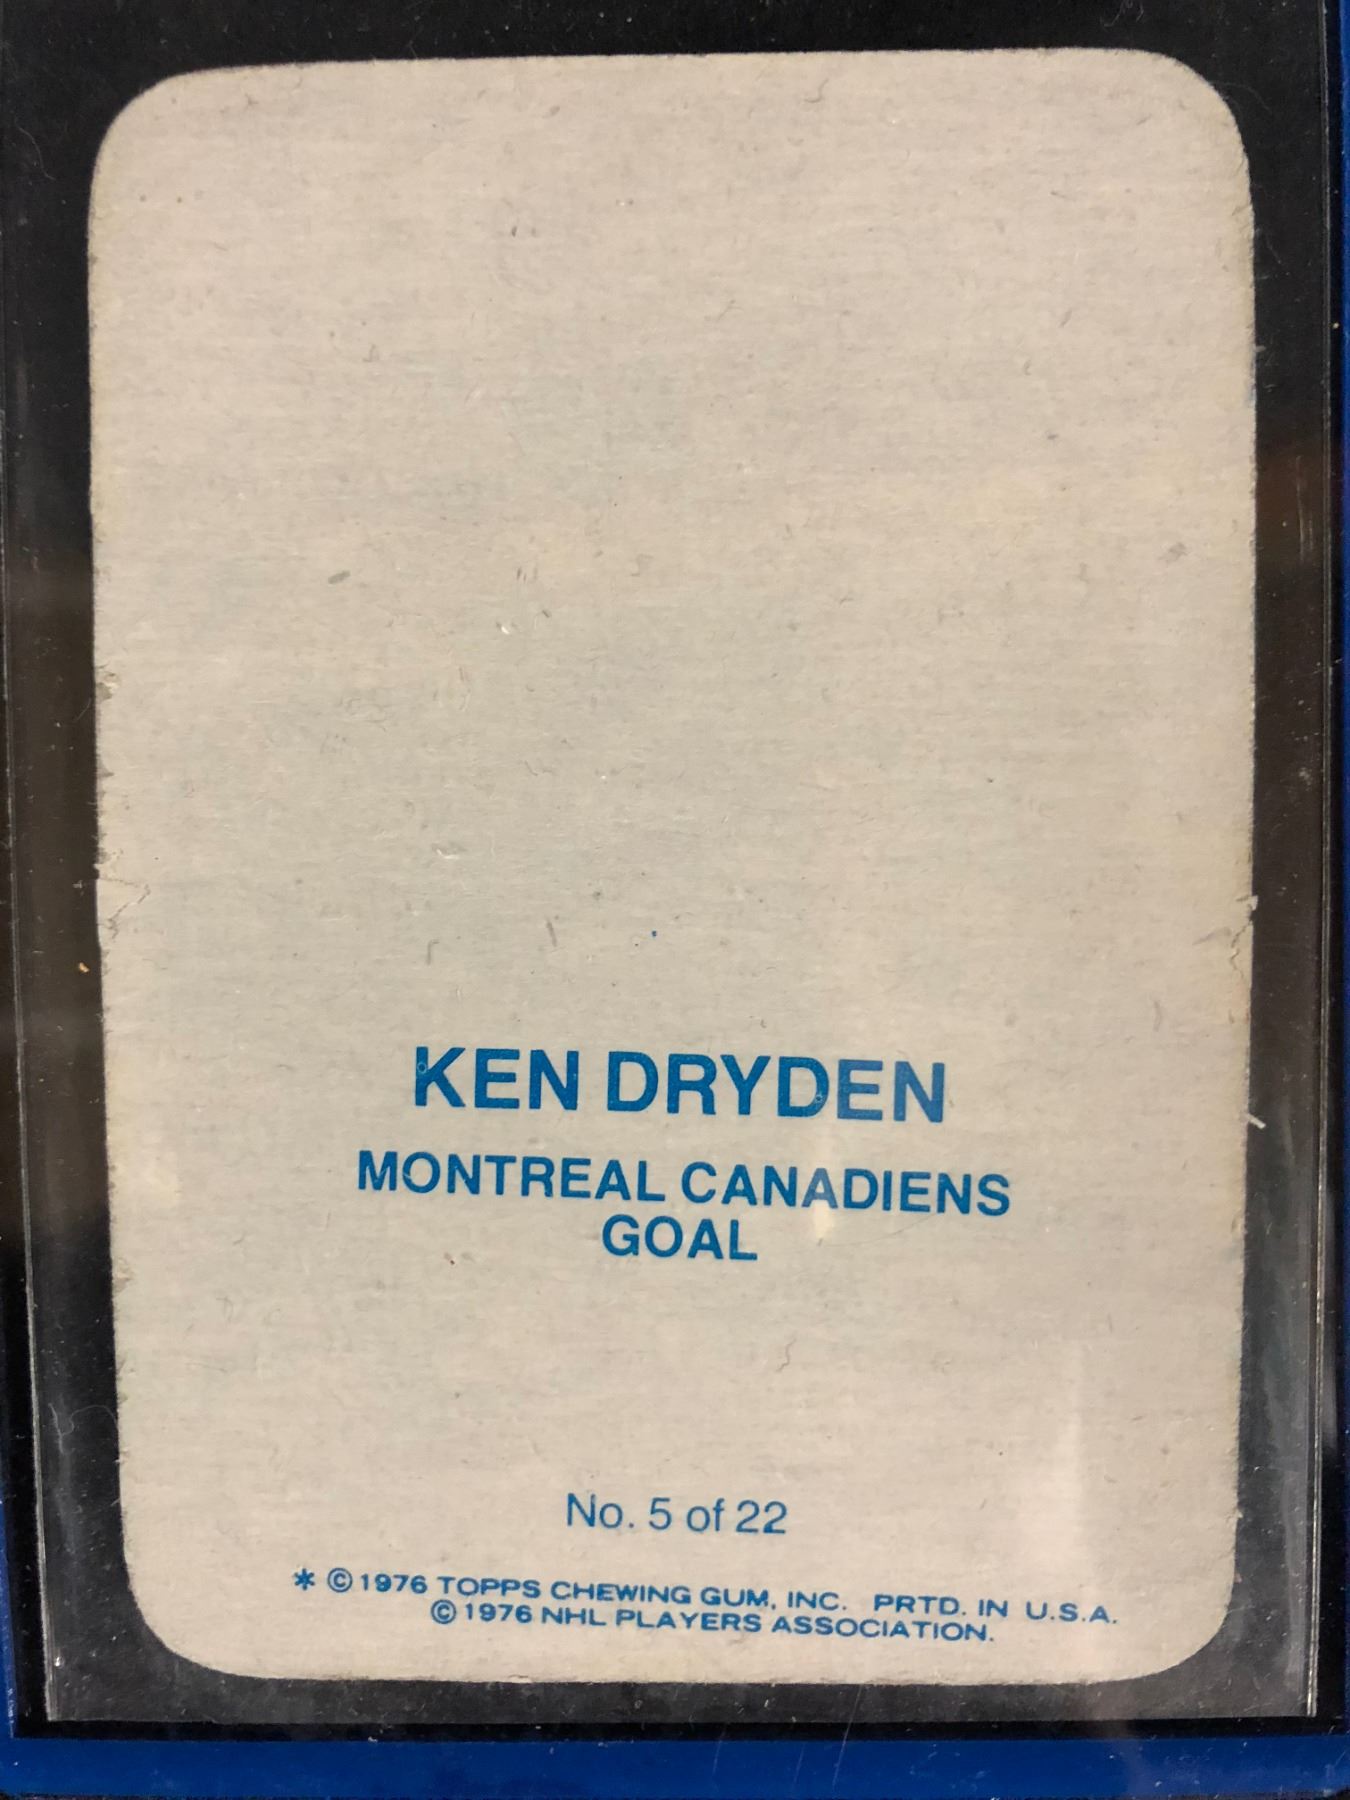 KEN DRYDEN
MONTREAL CANADIENS
GOAL
No. 5 of 22
* ©1976 TOPPS CHEWING GUM, INC. PRTD. IN U.S.A.
©1976 NHL PLAYERS ASSOCIATION.